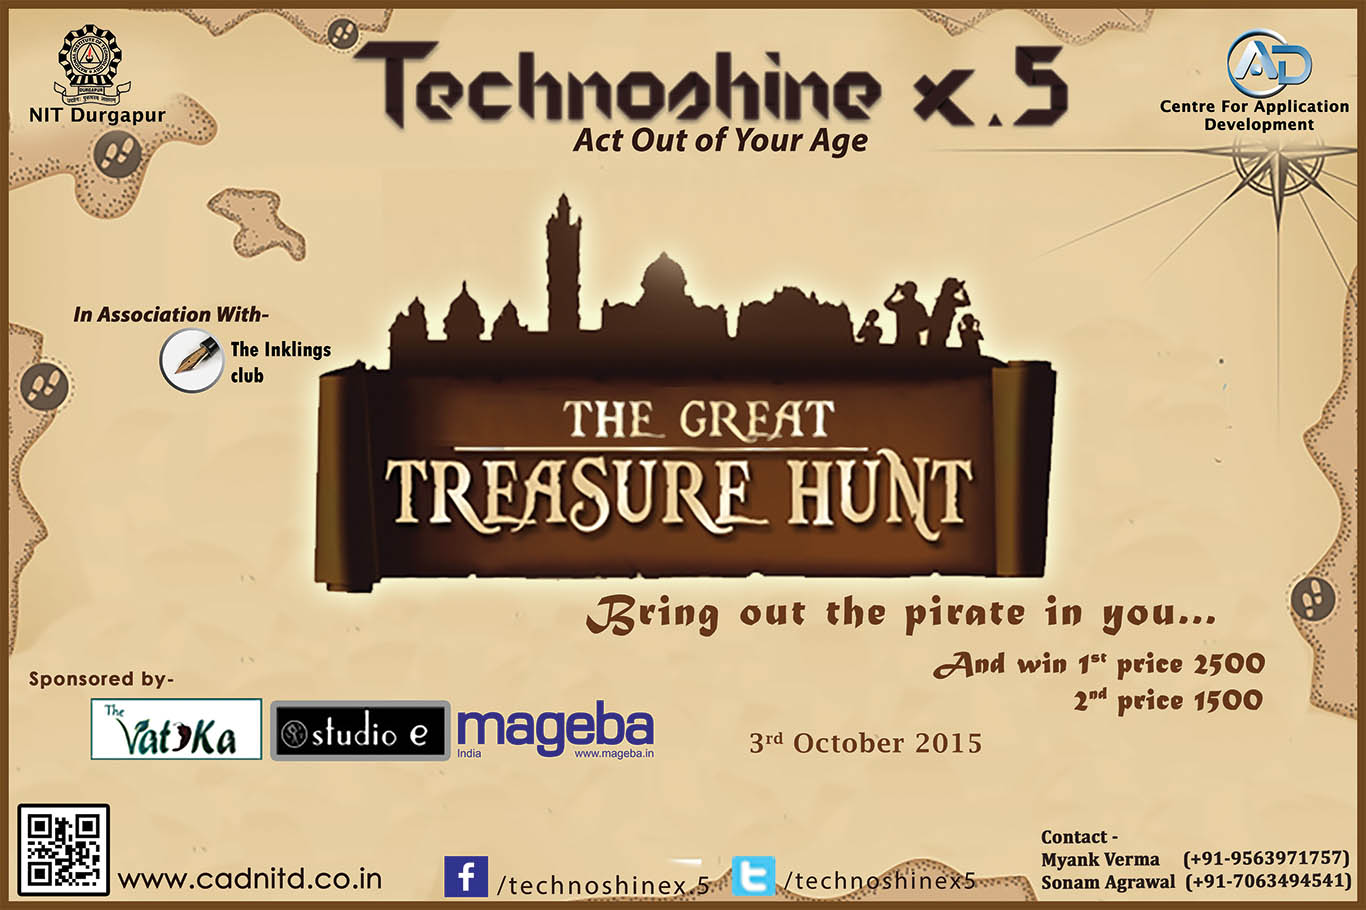 NIT Durgapur
Technoshine x.5
Act Out of Your Age
AD
Centre For Application
Development
In Association With-
The Inklings
club
THE GREAT
TREASURE HUNT
Bring out the pirate in you...
And win 1st price 2500
2nd price 1500
3rd October 2015
Sponsored by-
The
VatiKa
studio e
mageba
India www.mageba.in
www.cadnitd.co.in
f /technoshinex.5
/technoshinex5
Contact -
Myank Verma (+91-9563971757)
Sonam Agrawal (+91-7063494541)